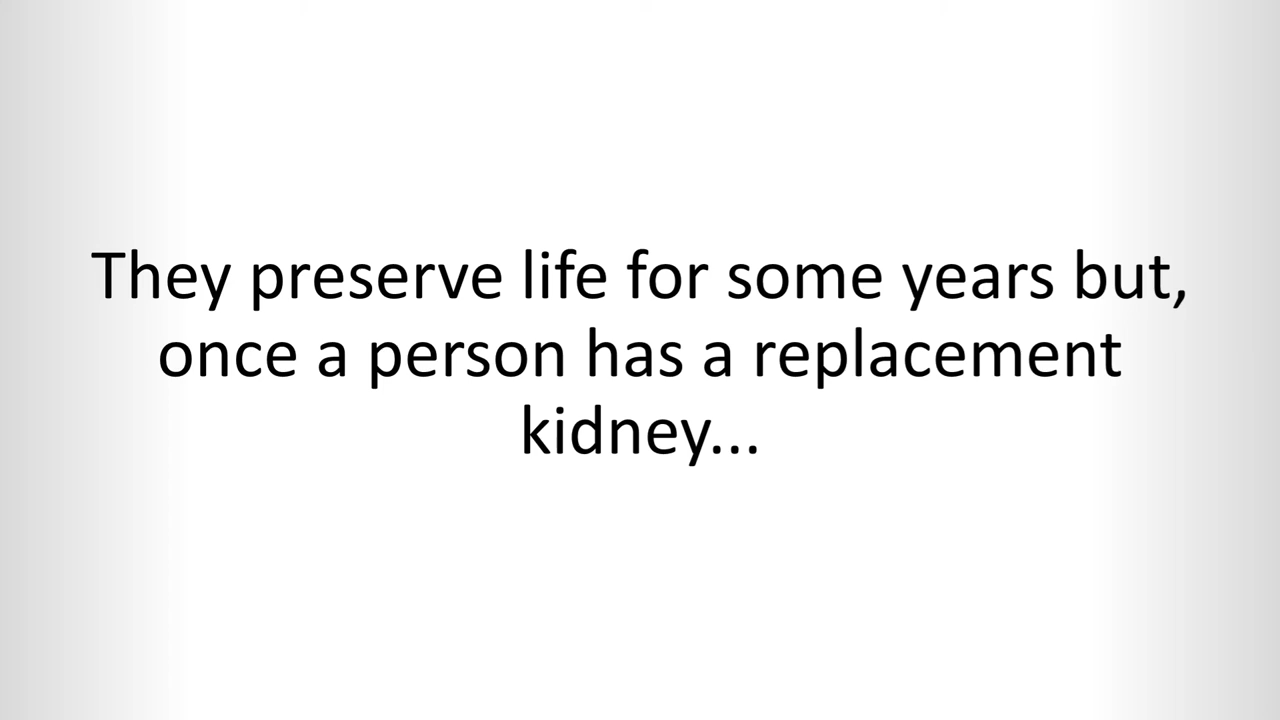 They preserve life for some years but,
once a person has a replacement
kidney...